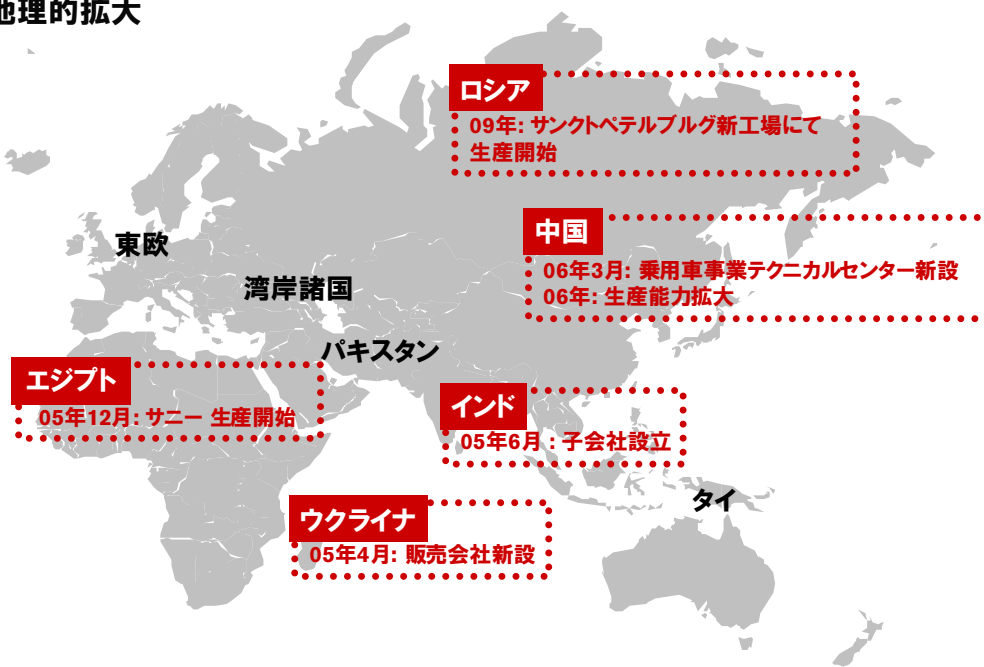 地理的拡大
ロシア
09年: サンクトペテルブルグ新工場にて
生産開始
中国
06年3月: 乗用車事業テクニカルセンター新設
06年: 生産能力拡大
東欧
湾岸諸国
パキスタン
エジプト
05年12月: サニー 生産開始
インド
05年6月 : 子会社設立
タイ
ウクライナ
05年4月: 販売会社新設